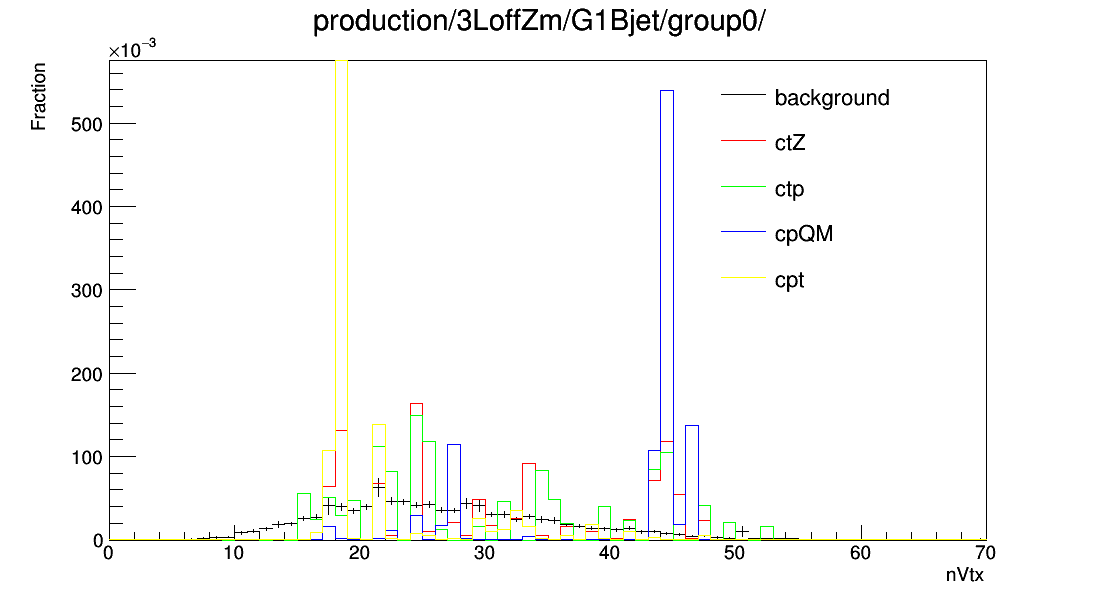 production/3LoffZm/G1Bjet/group0/
×10−3
Fraction
500
400
300
200
100
0
background
ctZ
ctp
cpQM
cpt
0 10 20 30 40 50 60 70
nVtx